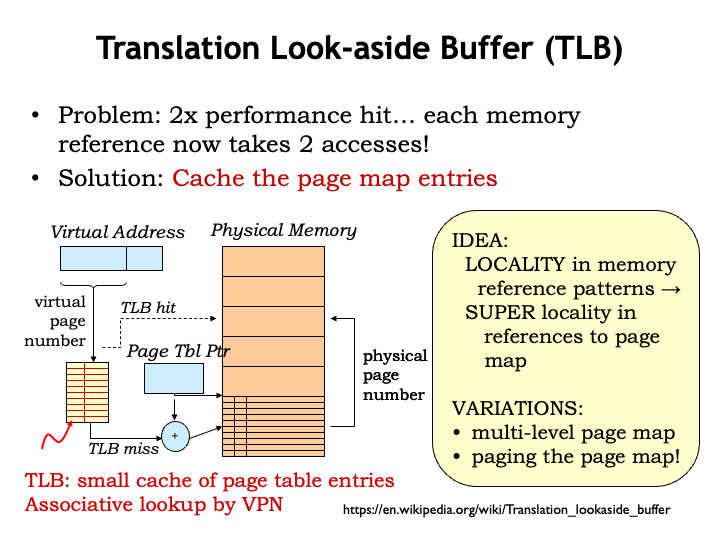 Translation Look-aside Buffer (TLB)
• Problem: 2x performance hit… each memory
reference now takes 2 accesses!
• Solution: Cache the page map entries
Virtual Address
Physical Memory
virtual
page
number
TLB hit
Page Tbl Ptr
physical
page
number
+
TLB miss
TLB: small cache of page table entries
Associative lookup by VPN
IDEA:
LOCALITY in memory
reference patterns →
SUPER locality in
references to page
map
VARIATIONS:
• multi-level page map
• paging the page map!
https://en.wikipedia.org/wiki/Translation_lookaside_buffer